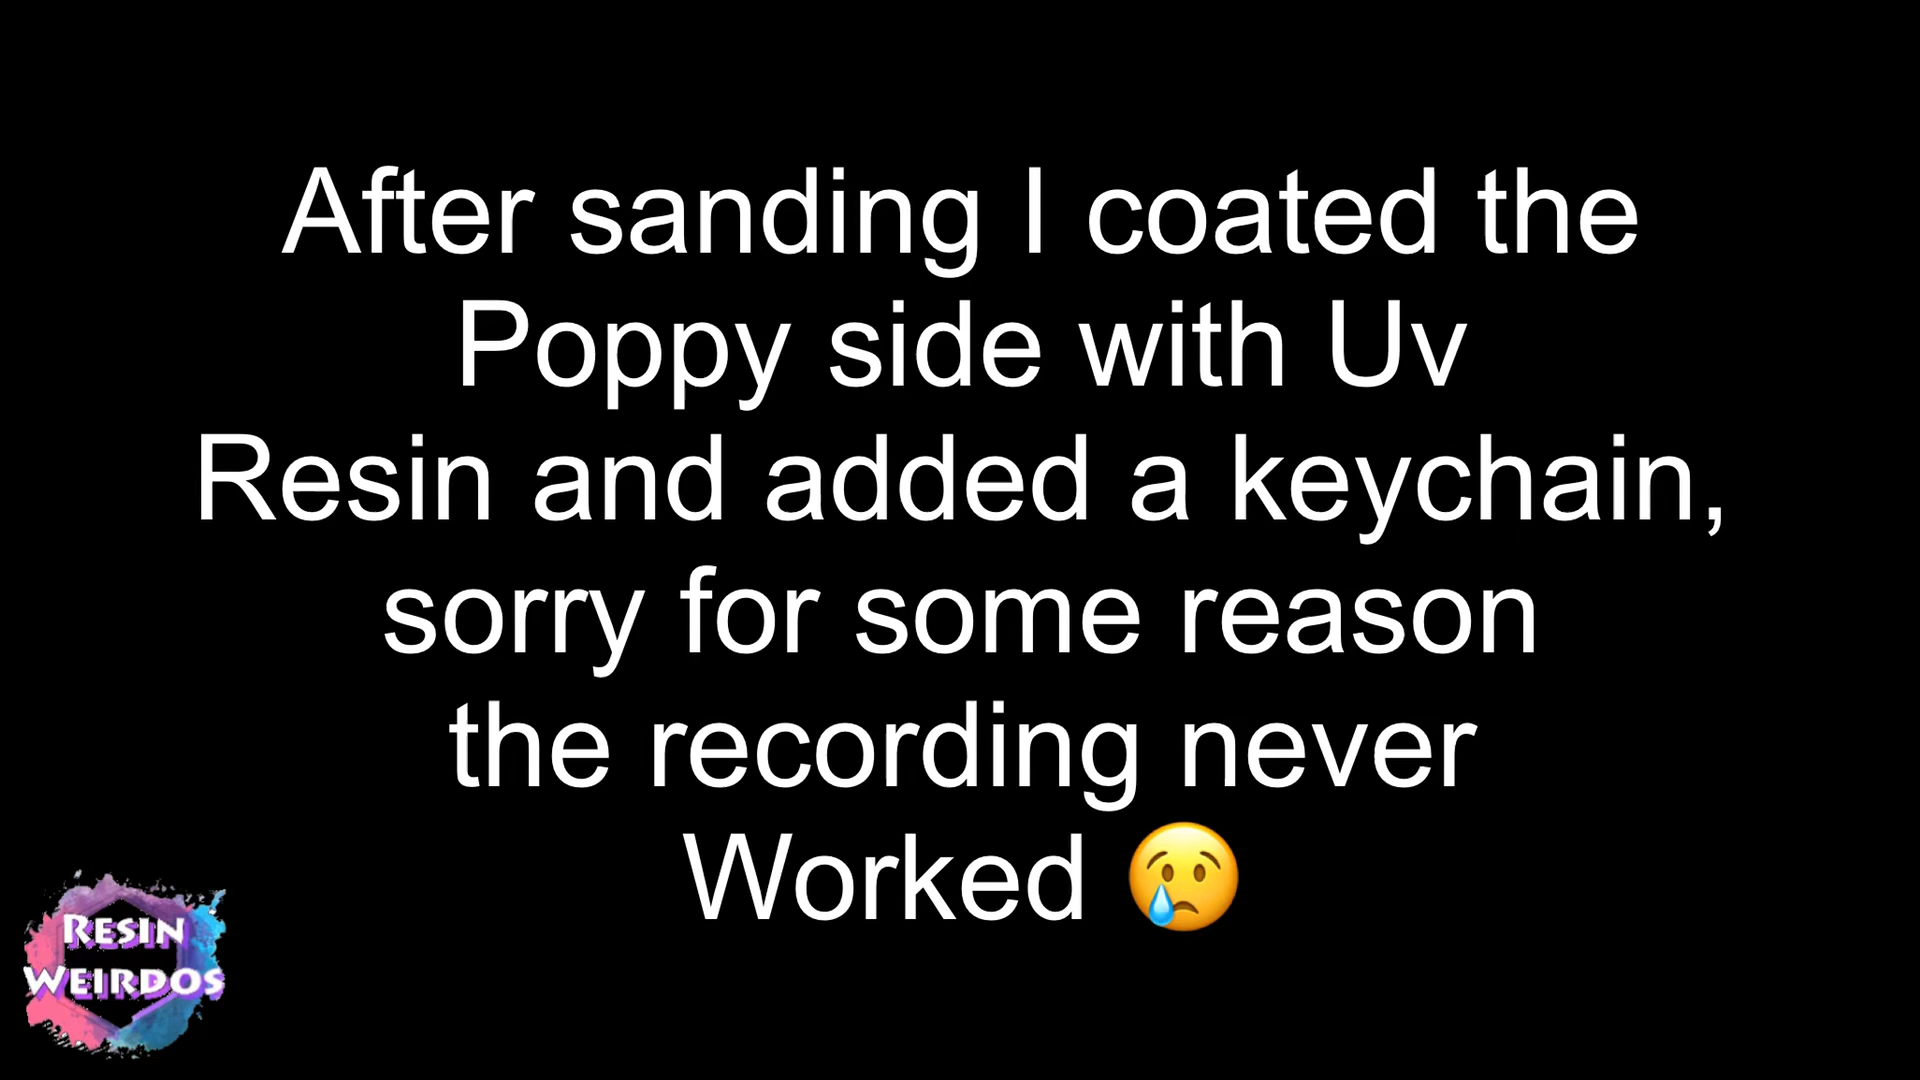 After sanding I coated the
Poppy side with Uv
Resin and added a keychain,
sorry for some reason
the recording never
Worked 😢
RESIN
WEIRDOS